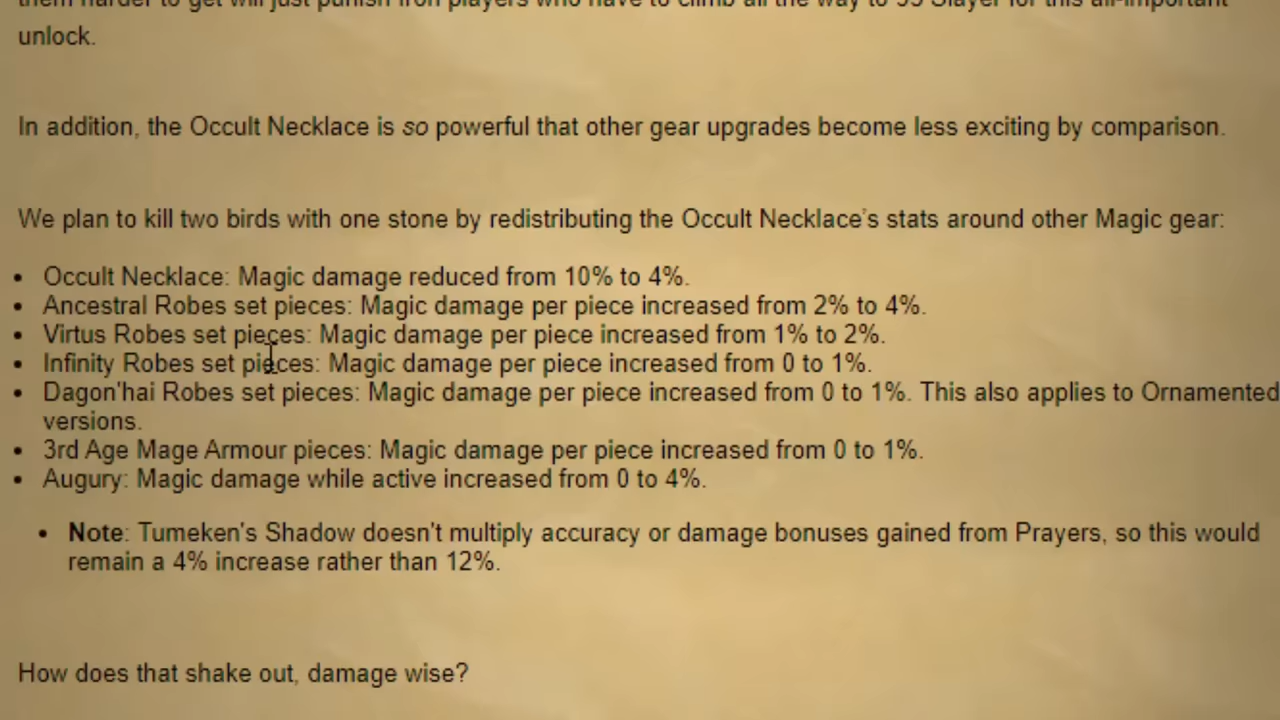 unlock.
In addition, the Occult Necklace is so powerful that other gear upgrades become less exciting by comparison.
We plan to kill two birds with one stone by redistributing the Occult Necklace's stats around other Magic gear:
• Occult Necklace: Magic damage reduced from 10% to 4%.
• Ancestral Robes set pieces: Magic damage per piece increased from 2% to 4%.
• Virtus Robes set pieces: Magic damage per piece increased from 1% to 2%.
• Infinity Robes set pieces: Magic damage per piece increased from 0 to 1%.
• Dagon'hai Robes set pieces: Magic damage per piece increased from 0 to 1%. This also applies to Ornamented
versions.
• 3rd Age Mage Armour pieces: Magic damage per piece increased from 0 to 1%.
• Augury: Magic damage while active increased from 0 to 4%.
• Note: Tumeken's Shadow doesn't multiply accuracy or damage bonuses gained from Prayers, so this would
remain a 4% increase rather than 12%.
How does that shake out, damage wise?